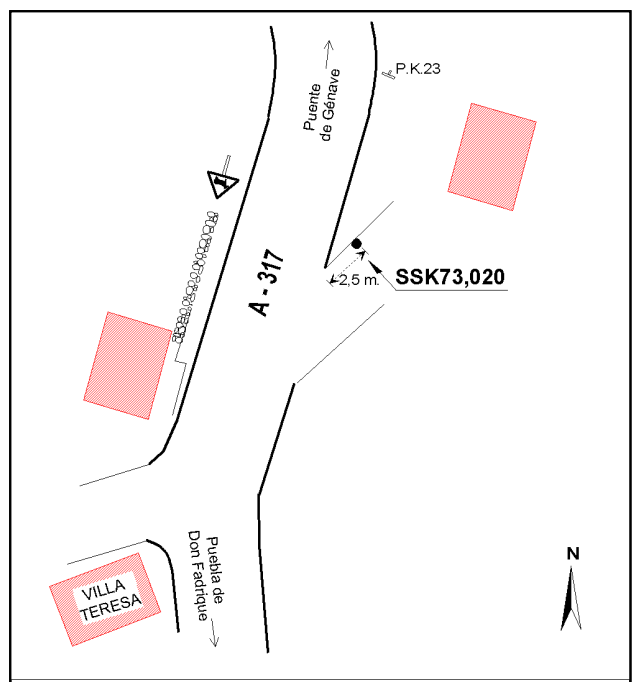 Puente
de Génave
P.K.23
A - 317
2,5 m.
SSK73,020
Puebla de
Don Fadrique
VILLA
TERESA
N